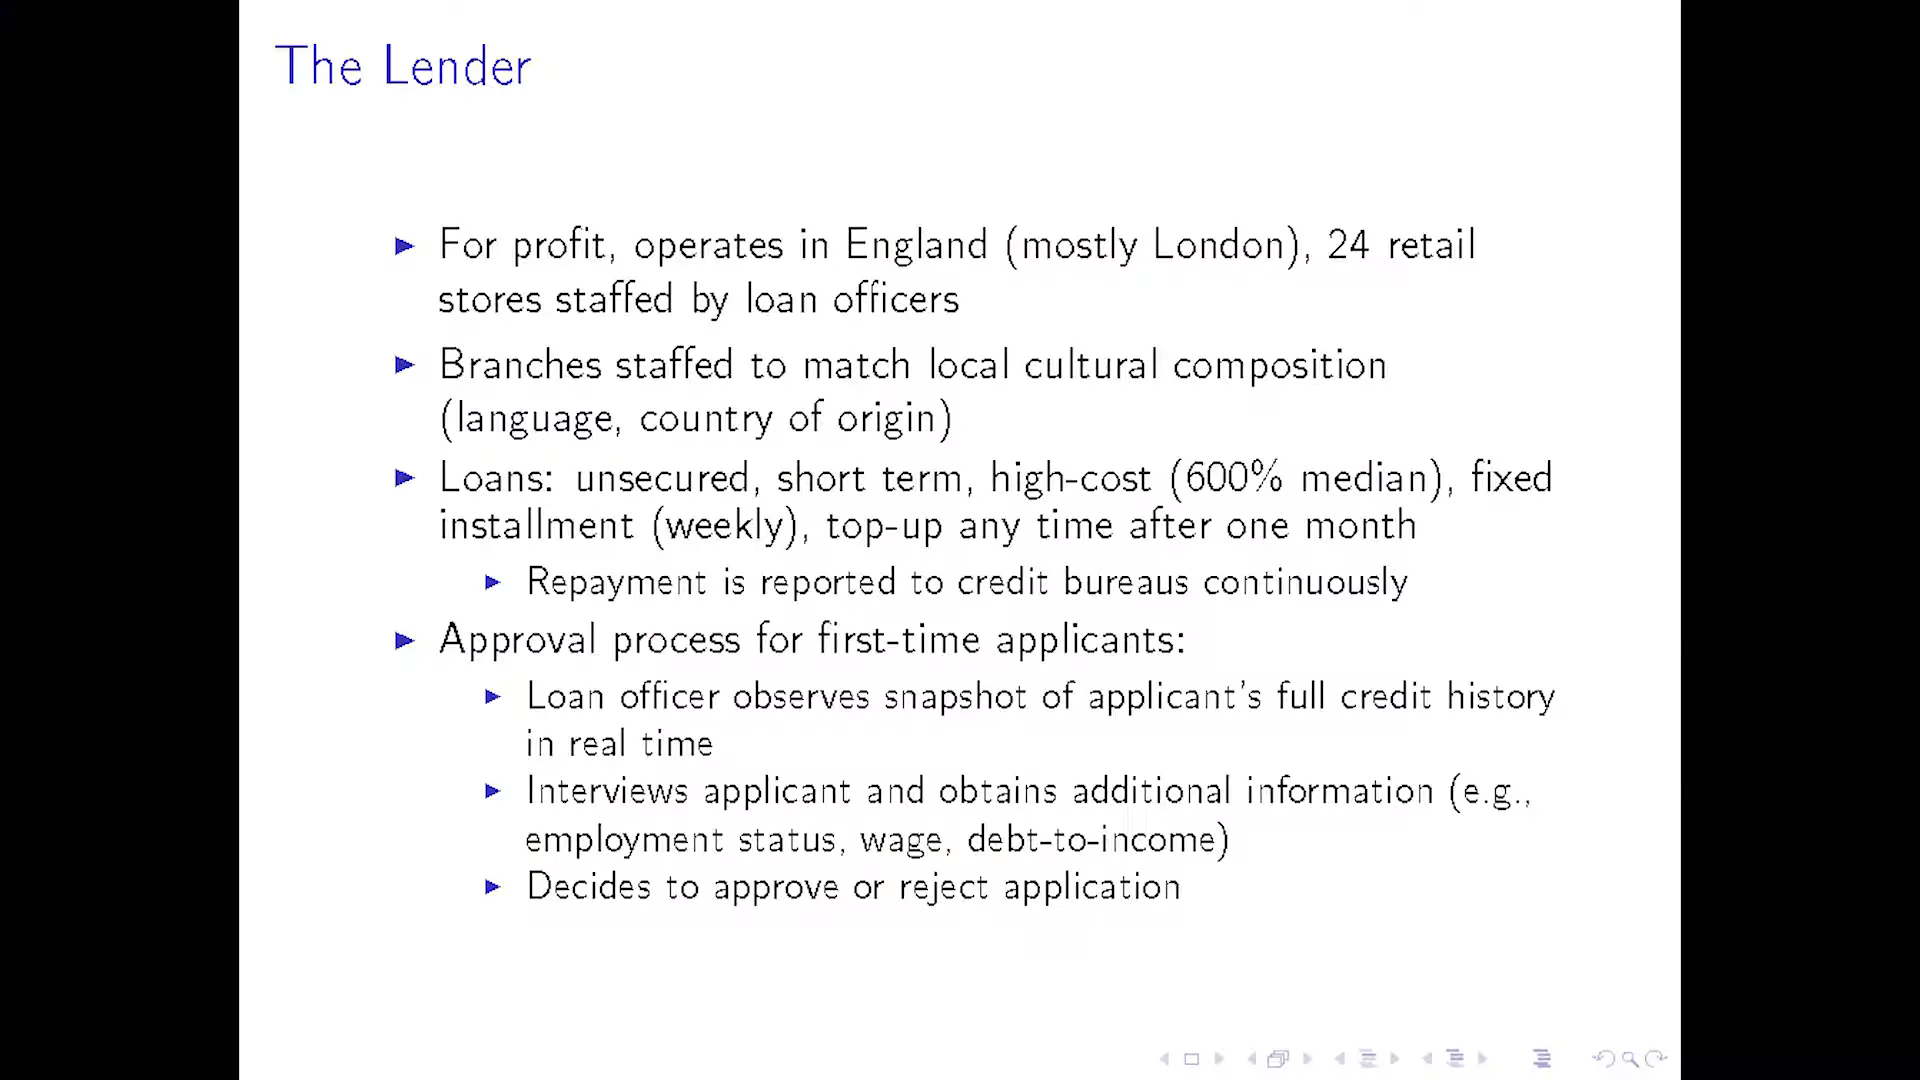 The Lender
For profit, operates in England (mostly London), 24 retail
stores staffed by loan officers
Branches staffed to match local cultural composition
(language, country of origin)
Loans: unsecured, short term, high-cost (600% median), fixed
installment (weekly), top-up any time after one month
Repayment is reported to credit bureaus continuously
Approval process for first-time applicants:
Loan officer observes snapshot of applicant's full credit history
in real time
Interviews applicant and obtains additional information (e.g.,
employment status, wage, debt-to-income)
Decides to approve or reject application